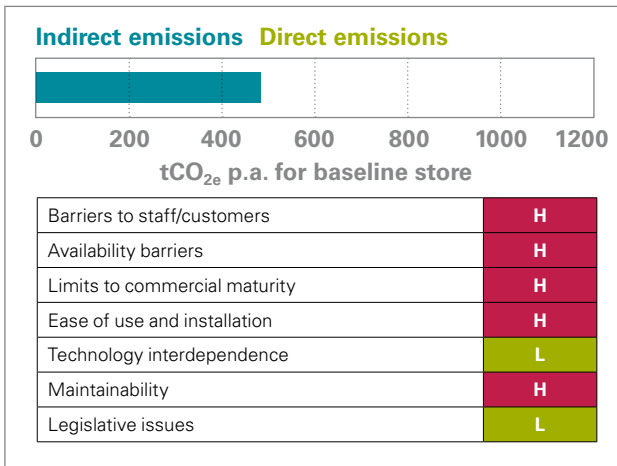 Indirect emissions Direct emissions
0 200 400 600 800 1000 1200
tCO2e p.a. for baseline store
Barriers to staff/customers H
Availability barriers H
Limits to commercial maturity H
Ease of use and installation H
Technology interdependence L
Maintainability H
Legislative issues L